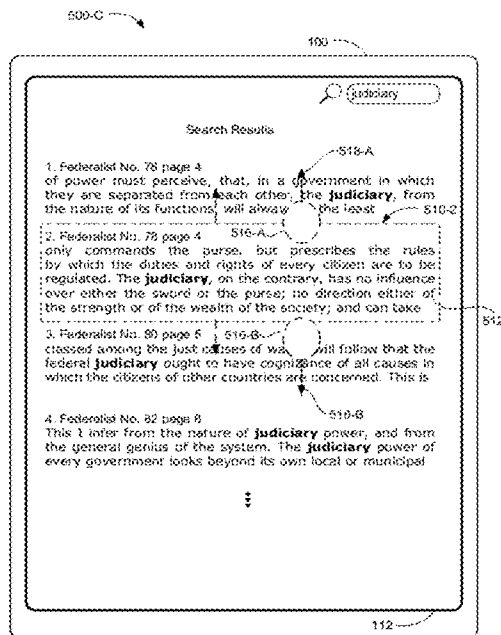 500-C
100
judiciary
Search Results
518-A
1. Federalist No. 78 page 4
of power must perceive, that, in a government in which
they are separated from each other, the judiciary, from
the nature of its functions, will always the least
510-2
516-A
2. Federalist No. 78 page 4
only commands the purse, but prescribes the rules
by which the duties and rights of every citizen are to be
regulated. The judiciary, on the contrary, has no influence
over either the sword or the purse; no direction either of
the strength or of the wealth of the society; and can take
512
3. Federalist No. 80 page 5
516-B
classed among the just causes of wa will follow that the
federal judiciary ought to have cognizance of all causes in
which the citizens of other countries are concerned. This is
518-B
4. Federalist No. 82 page 8
This I infer from the nature of judiciary power, and from
the general genius of the system. The judiciary power of
every government looks beyond its own local or municipal
112